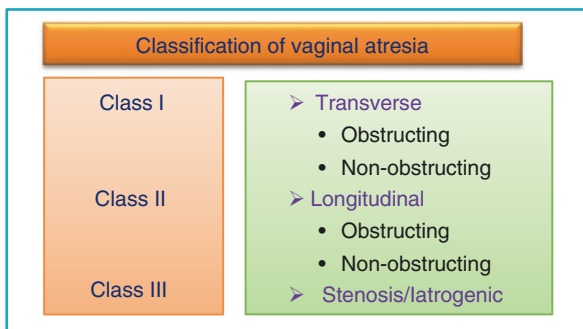 Classification of vaginal atresia
Class I
➢ Transverse
• Obstructing
• Non-obstructing
Class II
➢ Longitudinal
• Obstructing
• Non-obstructing
Class III
➢ Stenosis/Iatrogenic